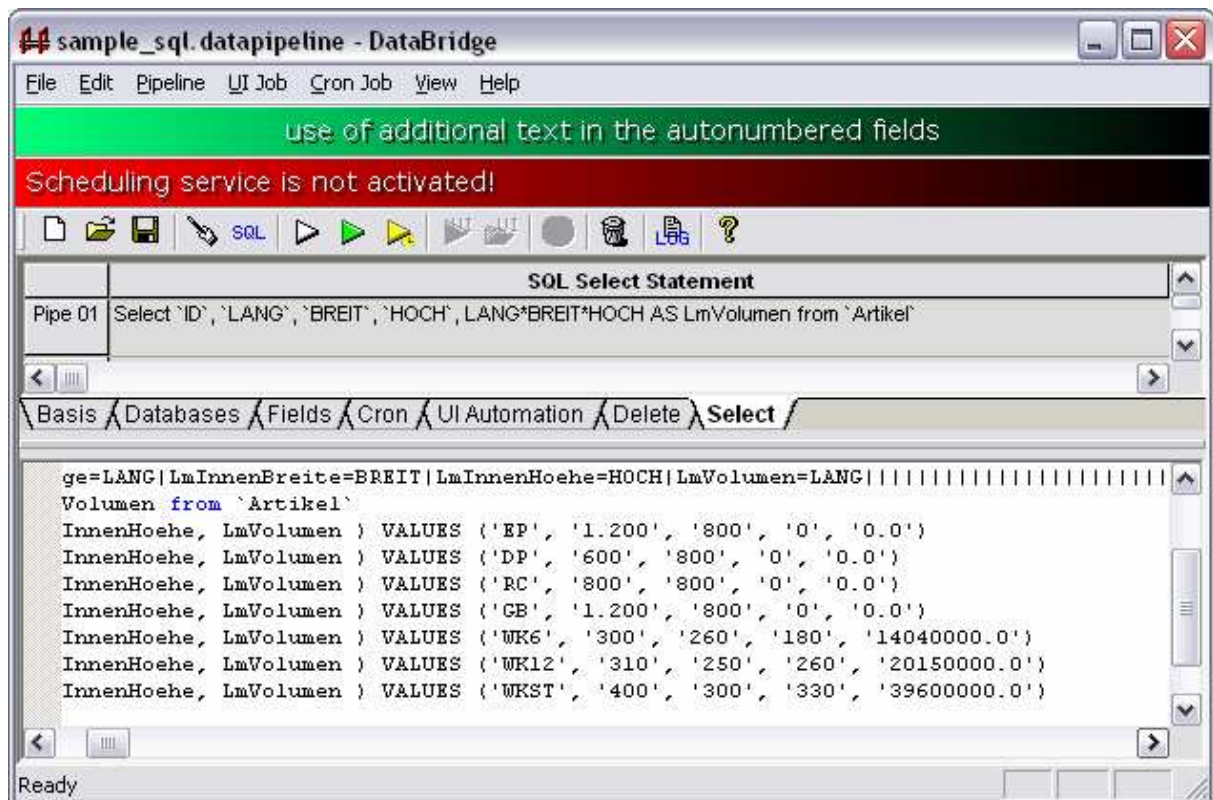 sample_sql.datapipeline - DataBridge
File Edit Pipeline UI Job Cron Job View Help
use of additional text in the autonumbered fields
Scheduling service is not activated!
SQL UT UT LOG
SQL Select Statement
Pipe 01 Select `ID`, `LANG`, `BREIT`, `HOCH`, LANG*BREIT*HOCH AS LmVolumen from `Artikel`
Basis Databases Fields Cron UI Automation Delete Select
ge=LANG|LmInnenBreite=BREIT|LmInnenHoehe=HOCH|LmVolumen=LANG|||||||||||||||||||||||
Volumen from `Artikel`
InnenHoehe, LmVolumen ) VALUES ('EP', '1.200', '800', '0', '0.0')
InnenHoehe, LmVolumen ) VALUES ('DP', '600', '800', '0', '0.0')
InnenHoehe, LmVolumen ) VALUES ('RC', '800', '800', '0', '0.0')
InnenHoehe, LmVolumen ) VALUES ('GB', '1.200', '800', '0', '0.0')
InnenHoehe, LmVolumen ) VALUES ('WK6', '300', '260', '180', '14040000.0')
InnenHoehe, LmVolumen ) VALUES ('WK12', '310', '250', '260', '20150000.0')
InnenHoehe, LmVolumen ) VALUES ('WKST', '400', '300', '330', '39600000.0')
Ready